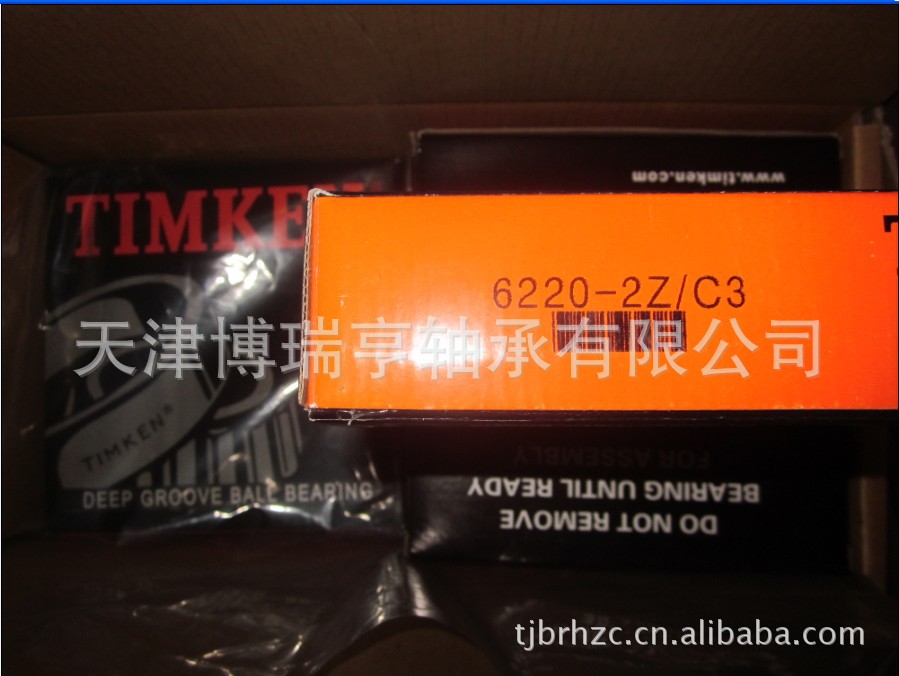 TIMKEN
www.timken.com
6220-2Z/C3
天津博瑞亨轴承有限公司
TIMKEN®
DEEP GROOVE BALL BEARING
DO NOT REMOVE
BEARING UNTIL READY
FOR ASSEMBLY
tjbrhzc.cn.alibaba.com